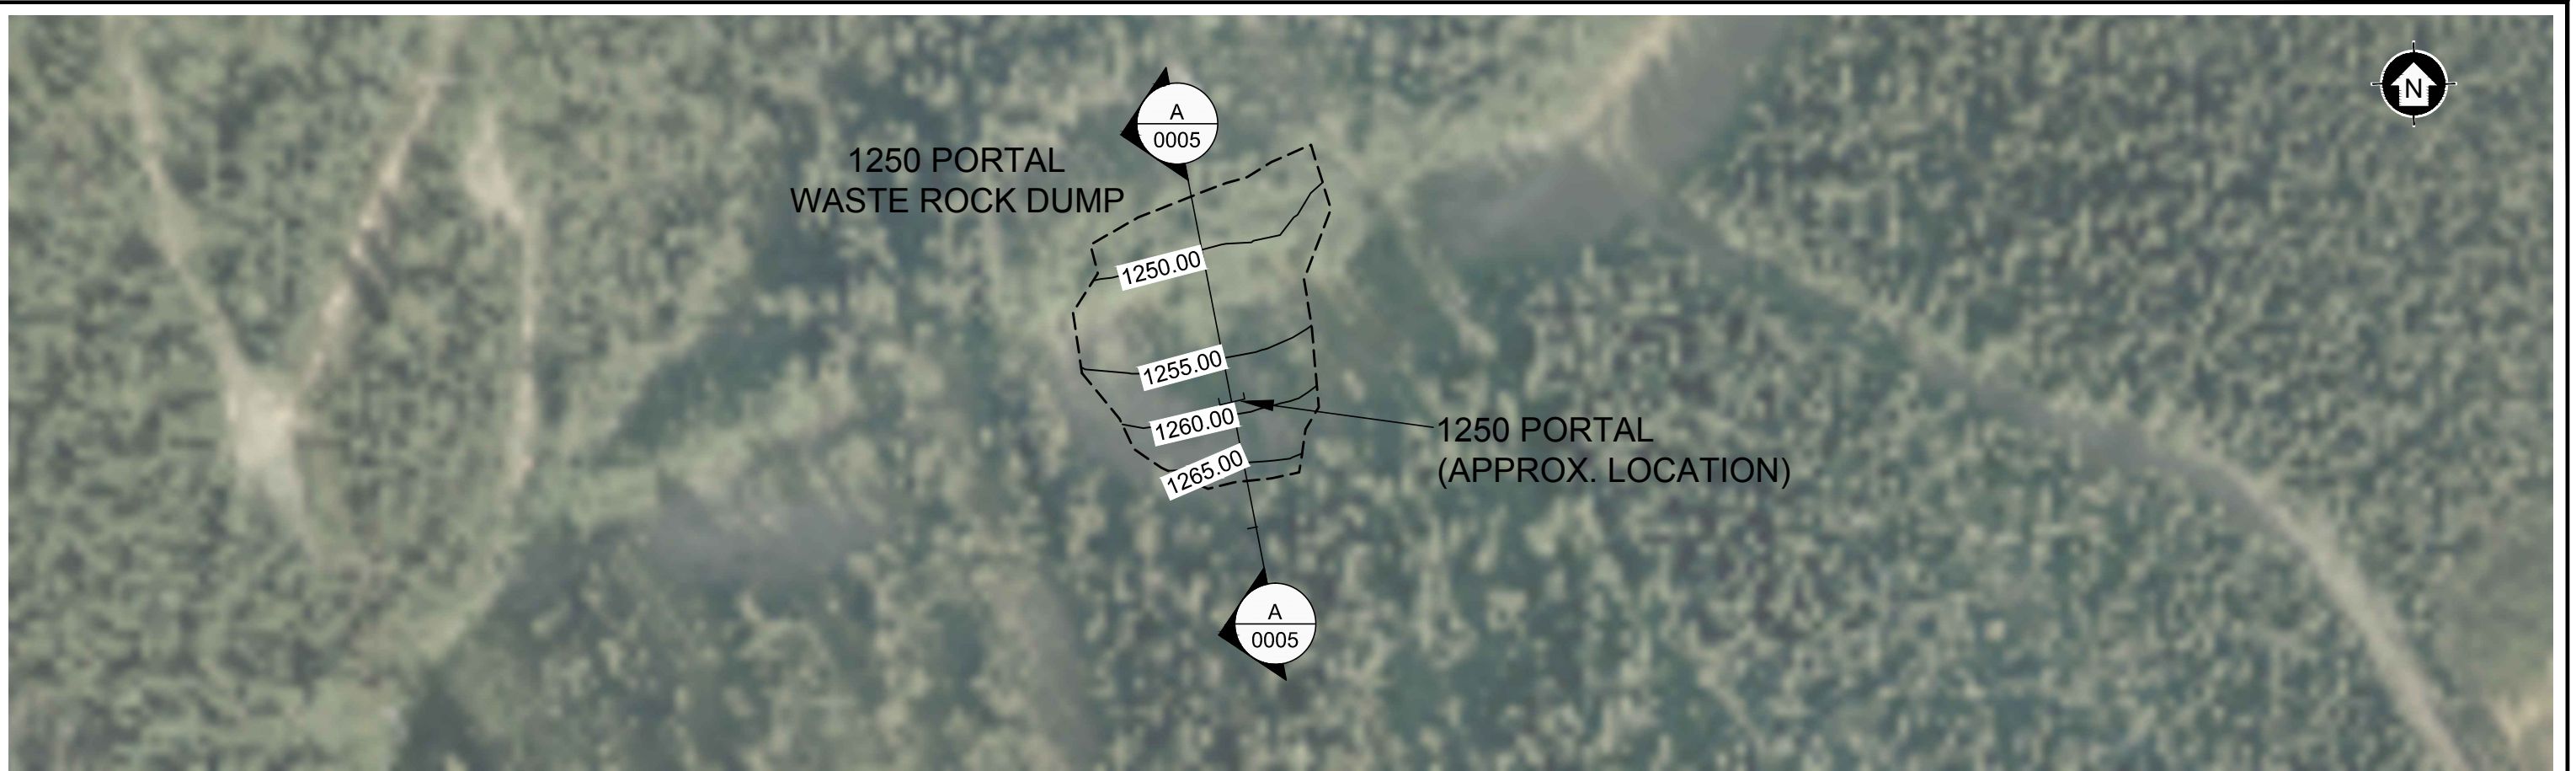 A
0005
N
1250 PORTAL
WASTE ROCK DUMP
1250.00
1255.00
1260.00
1265.00
1250 PORTAL
(APPROX. LOCATION)
A
0005